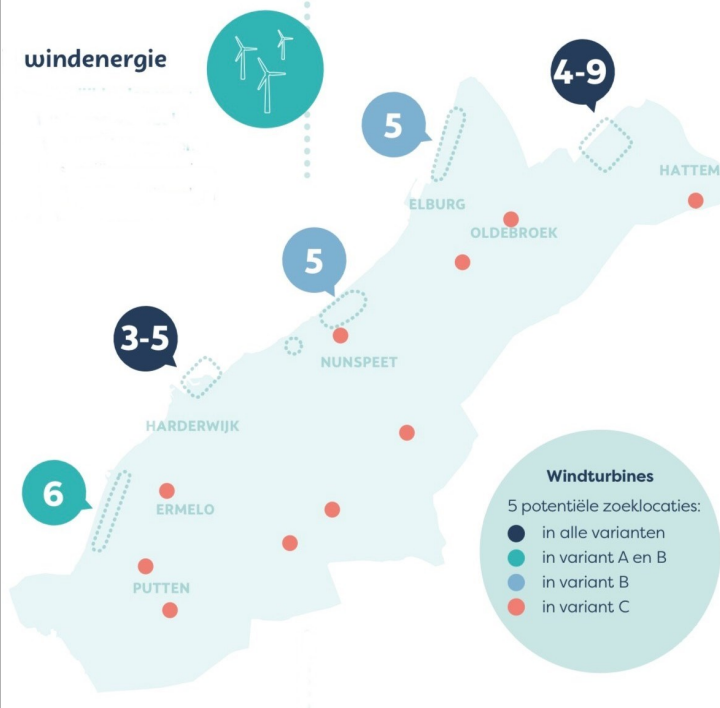 windenergie
4-9
5
HATTEM
ELBURG
OLDEBROEK
5
3-5
NUNSPEET
HARDERWIJK
6
ERMELO
PUTTEN
Windturbines
5 potentiële zoeklocaties:
in alle varianten
in variant A en B
in variant B
in variant C